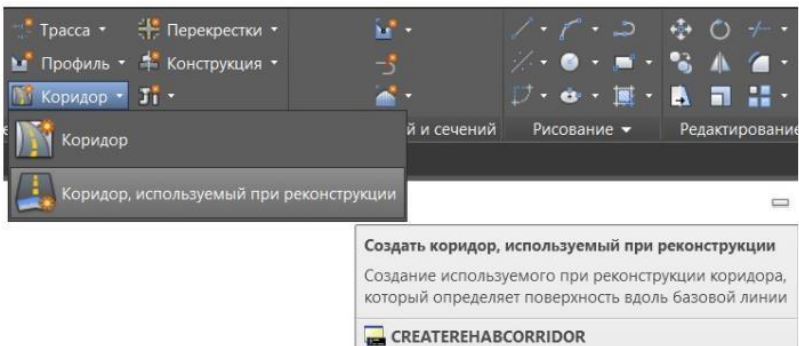 Трасса
Перекрестки
Профиль
Конструкция
Коридор
й и сечений
Рисование
Редактирование
Коридор
Коридор, используемый при реконструкции
Создать коридор, используемый при реконструкции
Создание используемого при реконструкции коридора,
который определяет поверхность вдоль базовой линии
CREATEREHABCORRIDOR